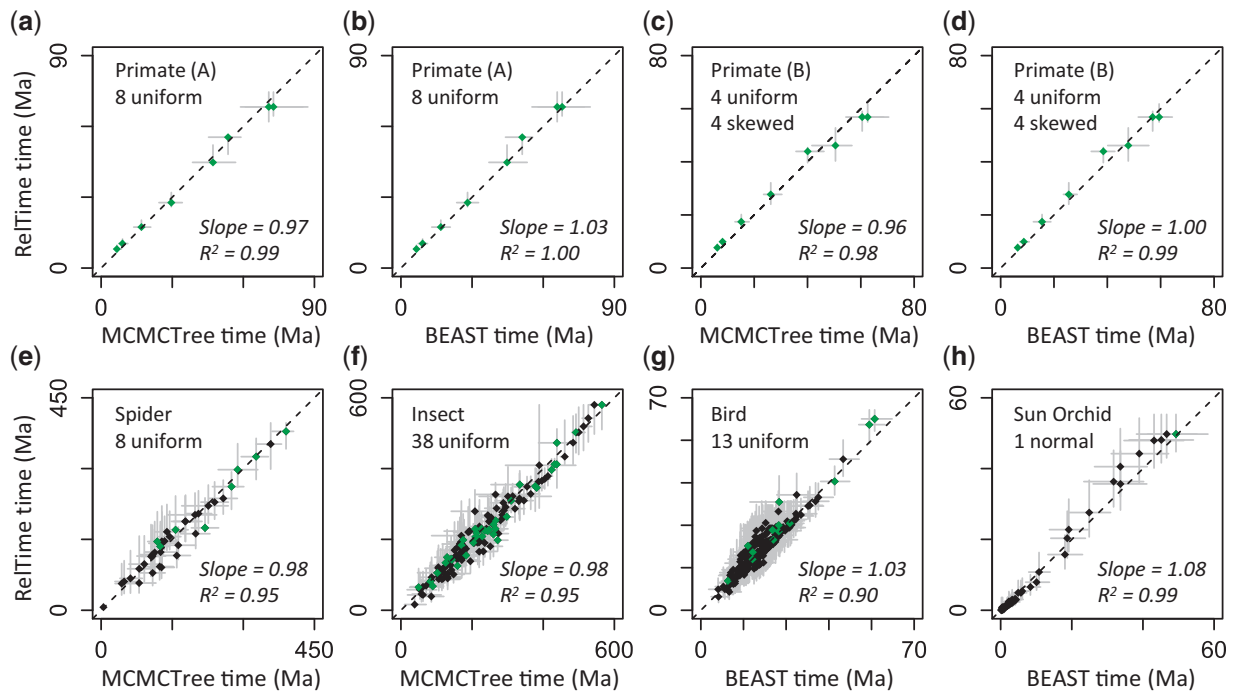 (a)
90
RelTime time (Ma)
0
Primate (A)
8 uniform
Slope = 0.97
R² = 0.99
0
90
MCMCTree time (Ma)
(b)
90
0
Primate (A)
8 uniform
Slope = 1.03
R² = 1.00
0
90
BEAST time (Ma)
(c)
80
0
Primate (B)
4 uniform
4 skewed
Slope = 0.96
R² = 0.98
0
80
MCMCTree time (Ma)
(d)
80
0
Primate (B)
4 uniform
4 skewed
Slope = 1.00
R² = 0.99
0
80
BEAST time (Ma)
(e)
450
RelTime time (Ma)
0
Spider
8 uniform
Slope = 0.98
R² = 0.95
0
450
MCMCTree time (Ma)
(f)
600
0
Insect
38 uniform
Slope = 0.98
R² = 0.95
0
600
MCMCTree time (Ma)
(g)
70
0
Bird
13 uniform
Slope = 1.03
R² = 0.90
0
70
BEAST time (Ma)
(h)
60
0
Sun Orchid
1 normal
Slope = 1.08
R² = 0.99
0
60
BEAST time (Ma)